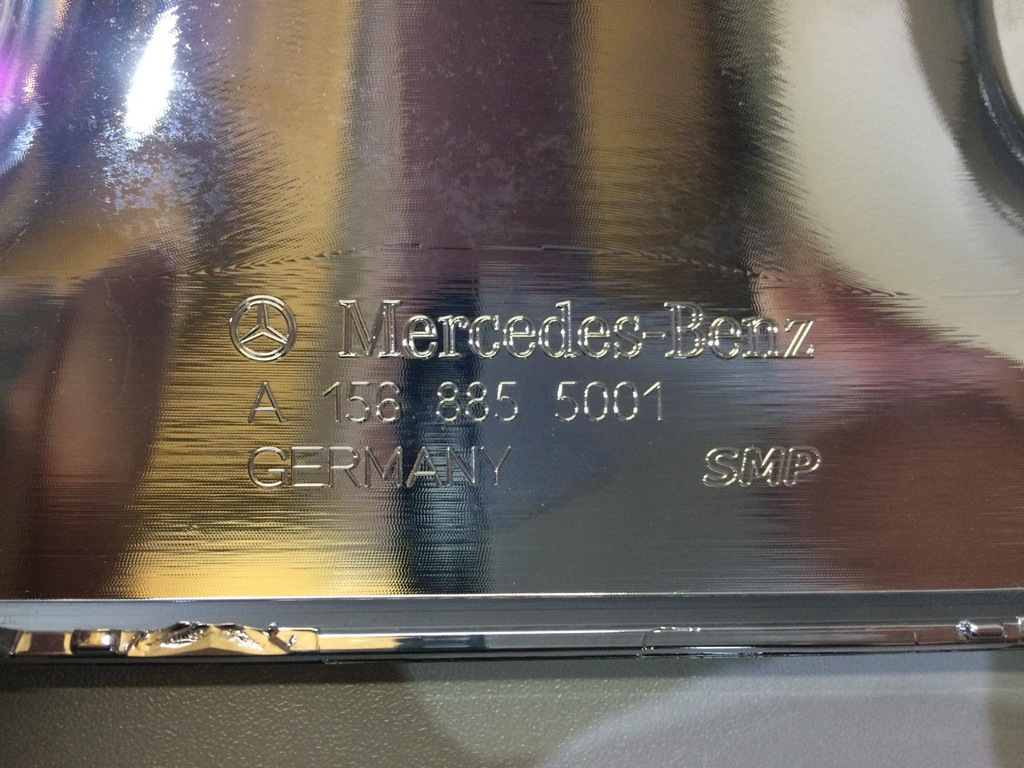 Mercedes-Benz
A 156 885 5001
GERMANY SMP